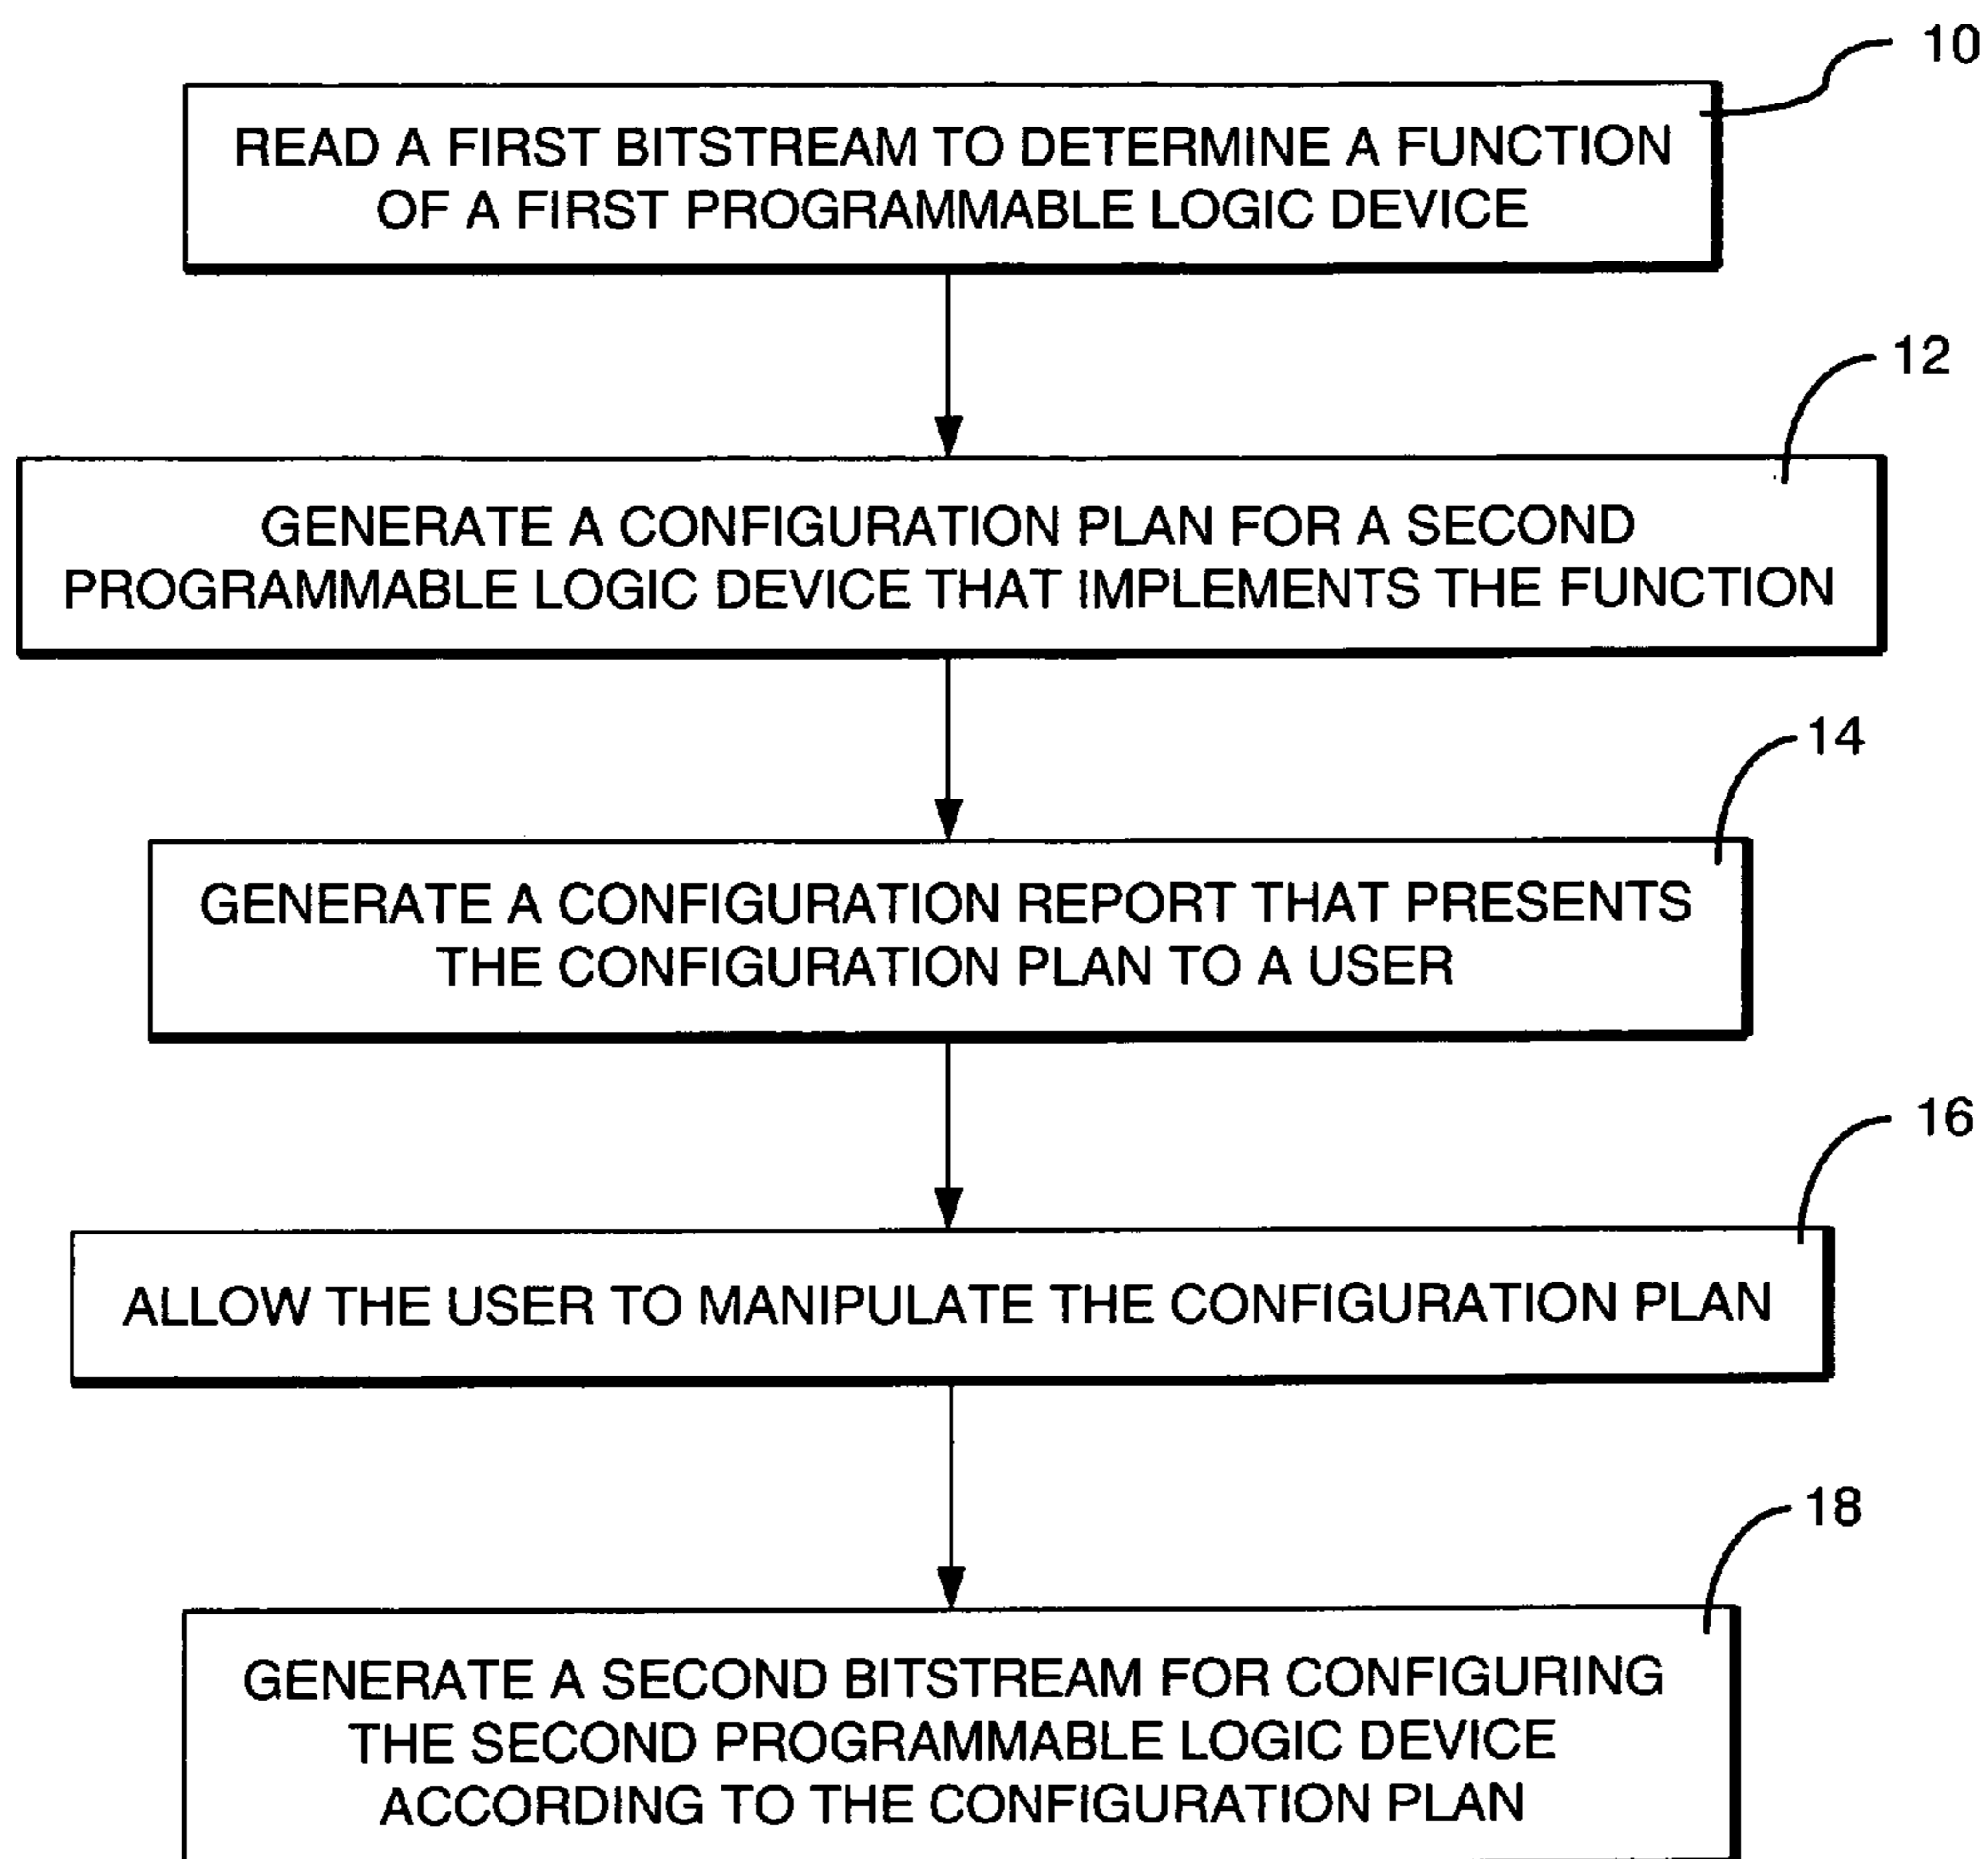 10
READ A FIRST BITSTREAM TO DETERMINE A FUNCTION
OF A FIRST PROGRAMMABLE LOGIC DEVICE
12
GENERATE A CONFIGURATION PLAN FOR A SECOND
PROGRAMMABLE LOGIC DEVICE THAT IMPLEMENTS THE FUNCTION
14
GENERATE A CONFIGURATION REPORT THAT PRESENTS
THE CONFIGURATION PLAN TO A USER
16
ALLOW THE USER TO MANIPULATE THE CONFIGURATION PLAN
18
GENERATE A SECOND BITSTREAM FOR CONFIGURING
THE SECOND PROGRAMMABLE LOGIC DEVICE
ACCORDING TO THE CONFIGURATION PLAN